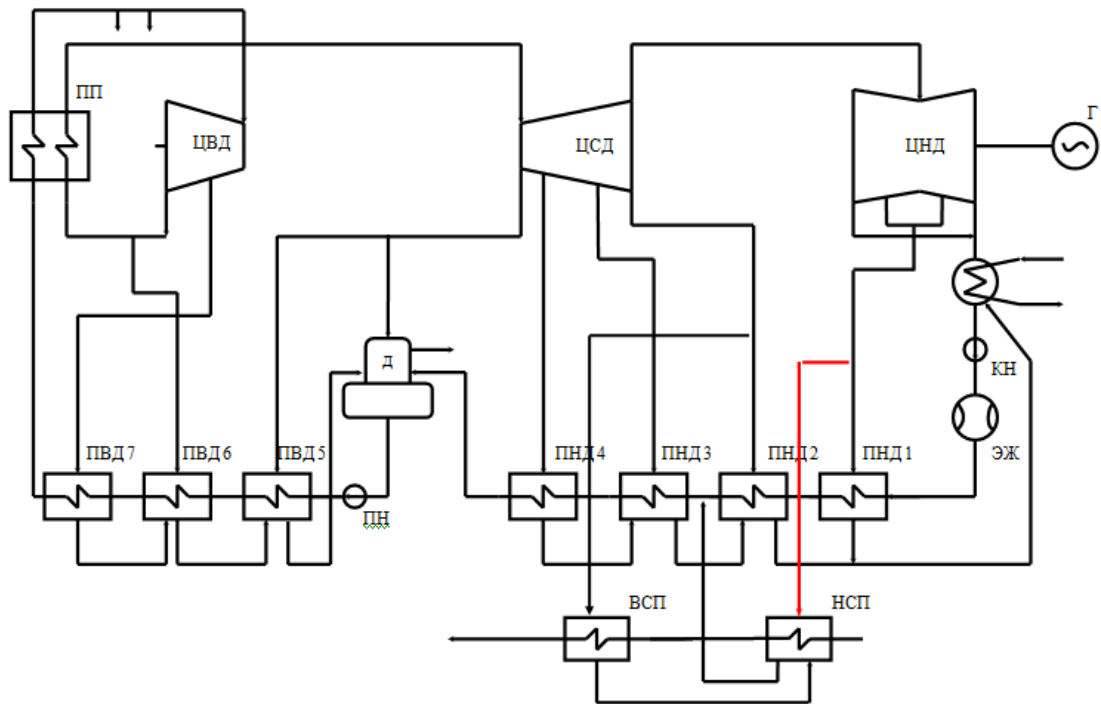 ПП
ЦВД
ЦСД
ЦНД
Г
Д
КН
ПВД 7
ПВД 6
ПВД 5
ПНД 4
ПНД 3
ПНД 2
ПНД 1
ЭЖ
ПН
ВСП
НСП